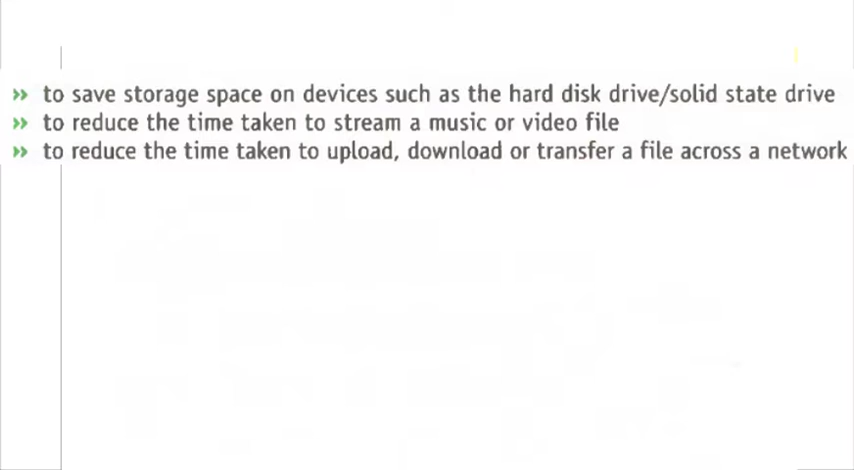 » to save storage space on devices such as the hard disk drive/solid state drive
» to reduce the time taken to stream a music or video file
» to reduce the time taken to upload, download or transfer a file across a network